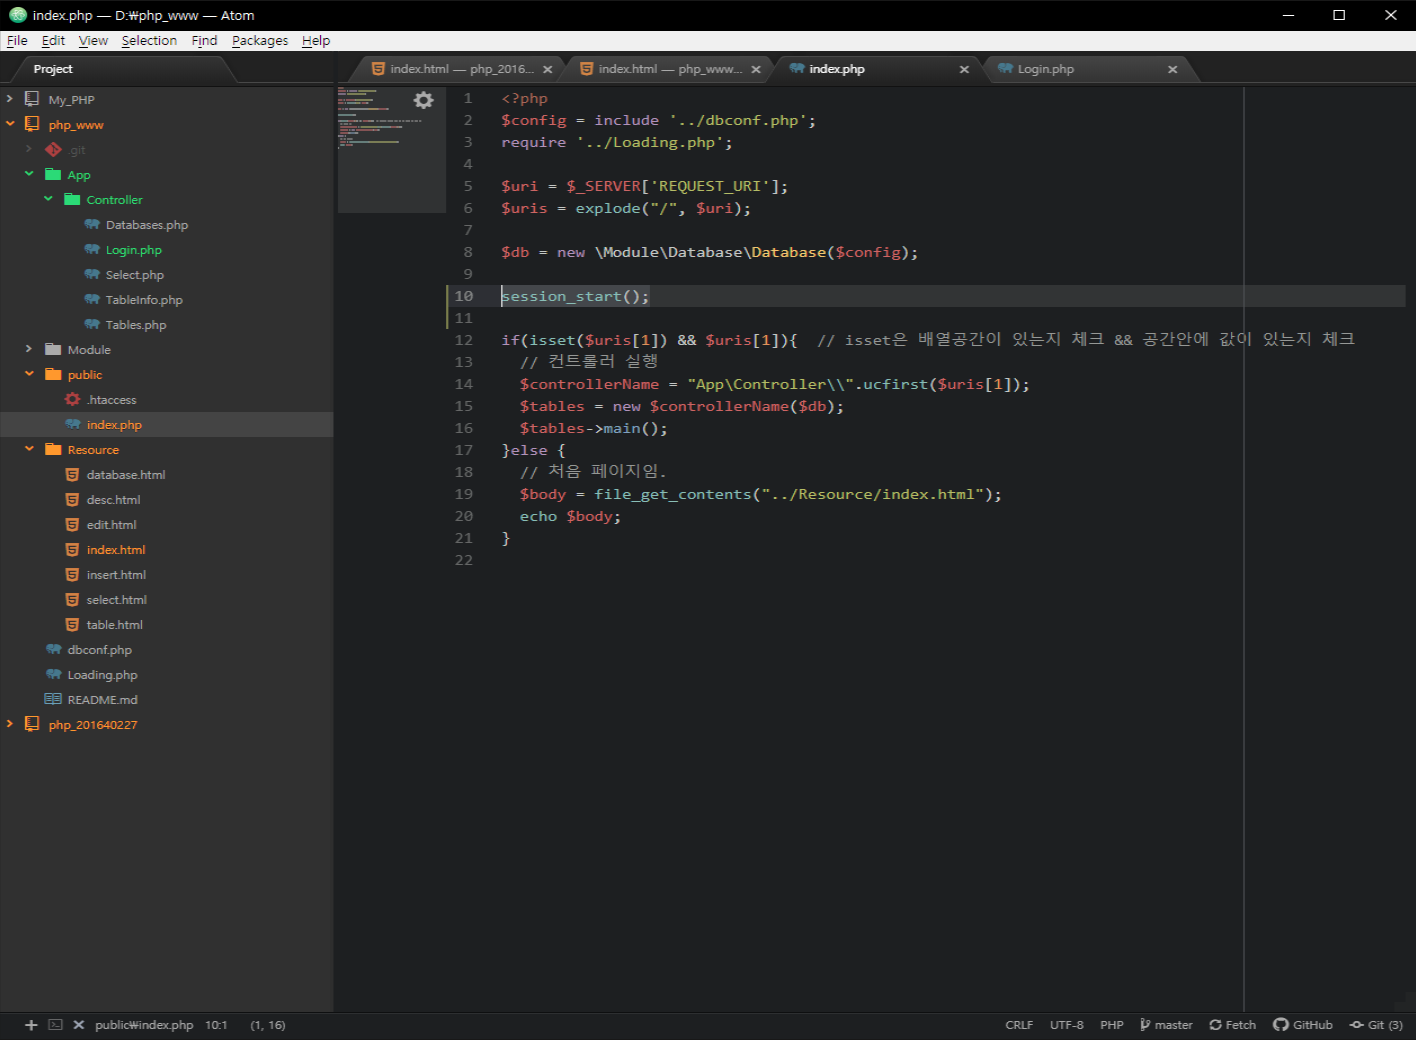 index.php — D:₩php_www — Atom
File Edit View Selection Find Packages Help
Project
index.html — php_2016...
index.html — php_www...
index.php
Login.php
My_PHP
php_www
.git
App
Controller
Databases.php
Login.php
Select.php
TableInfo.php
Tables.php
Module
public
.htaccess
index.php
Resource
database.html
desc.html
edit.html
index.html
insert.html
select.html
table.html
dbconf.php
Loading.php
README.md
php_201640227
1 <?php
2 $config = include '../dbconf.php';
3 require '../Loading.php';
4
5 $uri = $_SERVER['REQUEST_URI'];
6 $uris = explode("/", $uri);
7
8 $db = new \Module\Database\Database($config);
9
10 session_start();
11
12 if(isset($uris[1]) && $uris[1]){  // isset은 배열공간이 있는지 체크 && 공간안에 값이 있는지 체크
13   // 컨트롤러 실행
14   $controllerName = "App\Controller\\".ucfirst($uris[1]);
15   $tables = new $controllerName($db);
16   $tables->main();
17 }else {
18   // 처음 페이지임.
19   $body = file_get_contents("../Resource/index.html");
20   echo $body;
21 }
22
public₩index.php 10:1 (1, 16) CRLF UTF-8 PHP master Fetch GitHub Git (3)